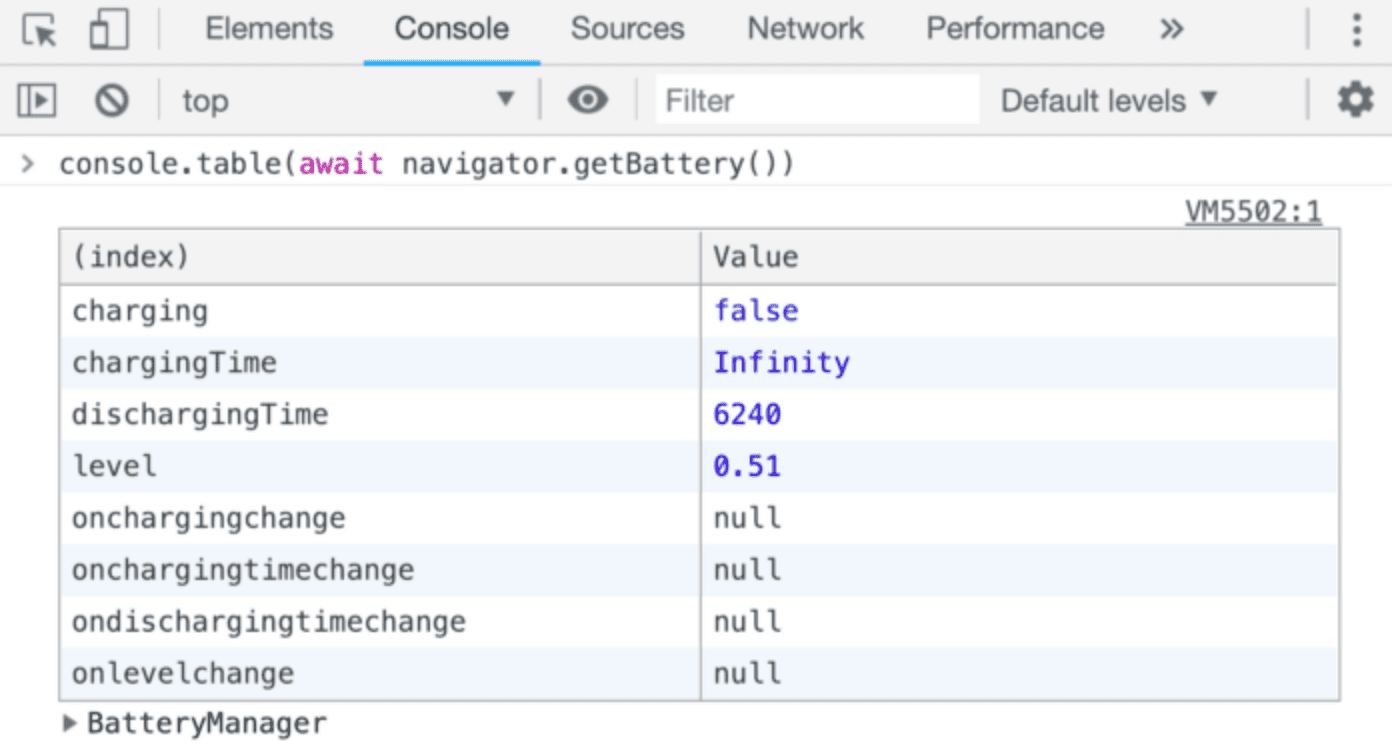 Elements Console Sources Network Performance »
top Filter Default levels
> console.table(await navigator.getBattery())
VM5502:1
(index) Value
charging false
chargingTime Infinity
dischargingTime 6240
level 0.51
onchargingchange null
onchargingtimechange null
ondischargingtimechange null
onlevelchange null
BatteryManager